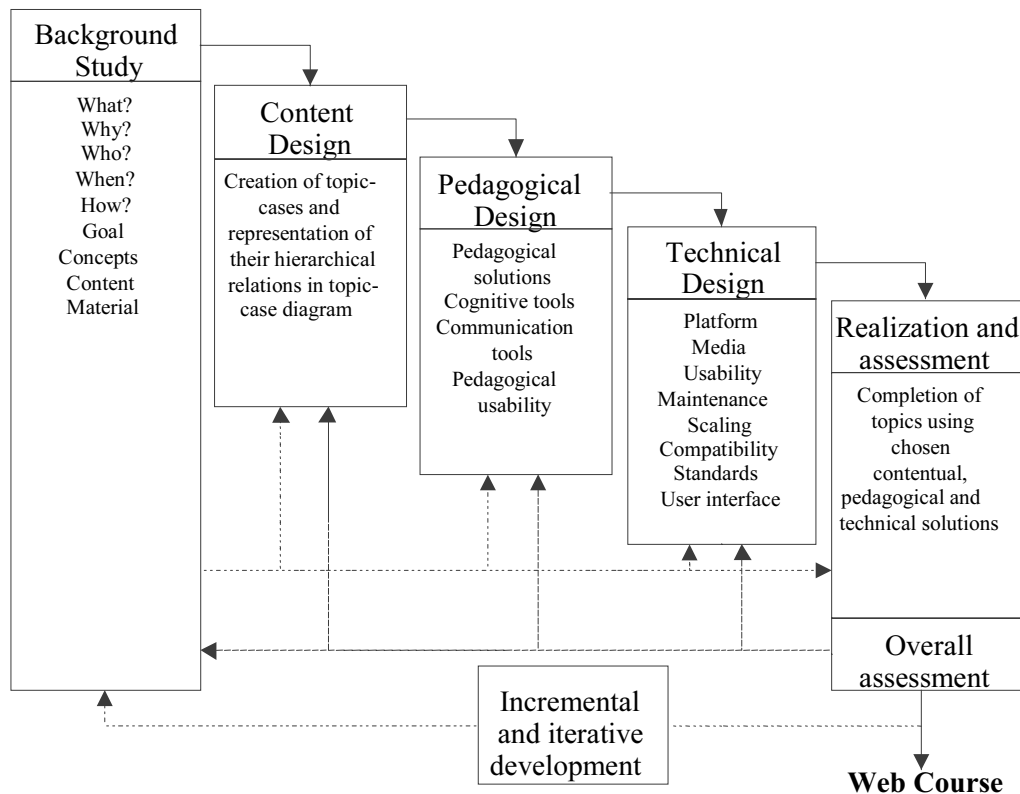 Background
Study
What?
Why?
Who?
When?
How?
Goal
Concepts
Content
Material
Content
Design
Creation of topic-
cases and
representation of
their hierarchical
relations in topic-
case diagram
Pedagogical
Design
Pedagogical
solutions
Cognitive tools
Communication
tools
Pedagogical
usability
Technical
Design
Platform
Media
Usability
Maintenance
Scaling
Compatibility
Standards
User interface
Realization and
assessment
Completion of
topics using
chosen
contentual,
pedagogical and
technical solutions
Overall
assessment
Incremental
and iterative
development
Web Course